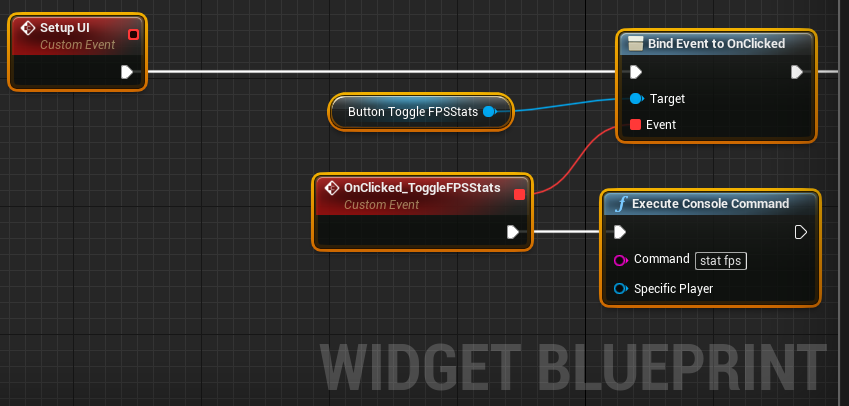 Setup UI
Custom Event
Bind Event to OnClicked
Button Toggle FPSStats
Target
Event
OnClicked_ToggleFPSStats
Custom Event
f Execute Console Command
Command stat fps
Specific Player
WIDGET BLUEPRINT